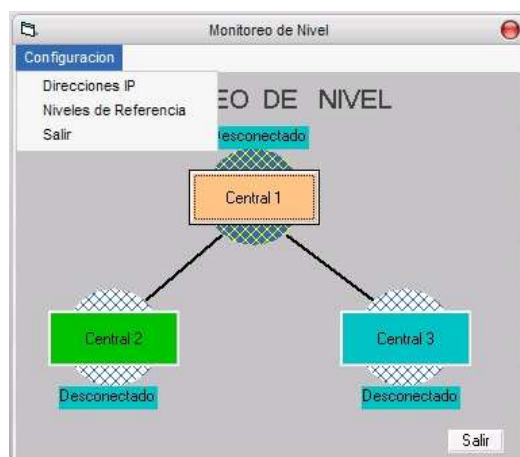 Monitoreo de Nivel
Configuracion
Direcciones IP
Niveles de Referencia
Salir
EO DE NIVEL
Desconectado
Central 1
Central 2
Central 3
Desconectado
Desconectado
Salir